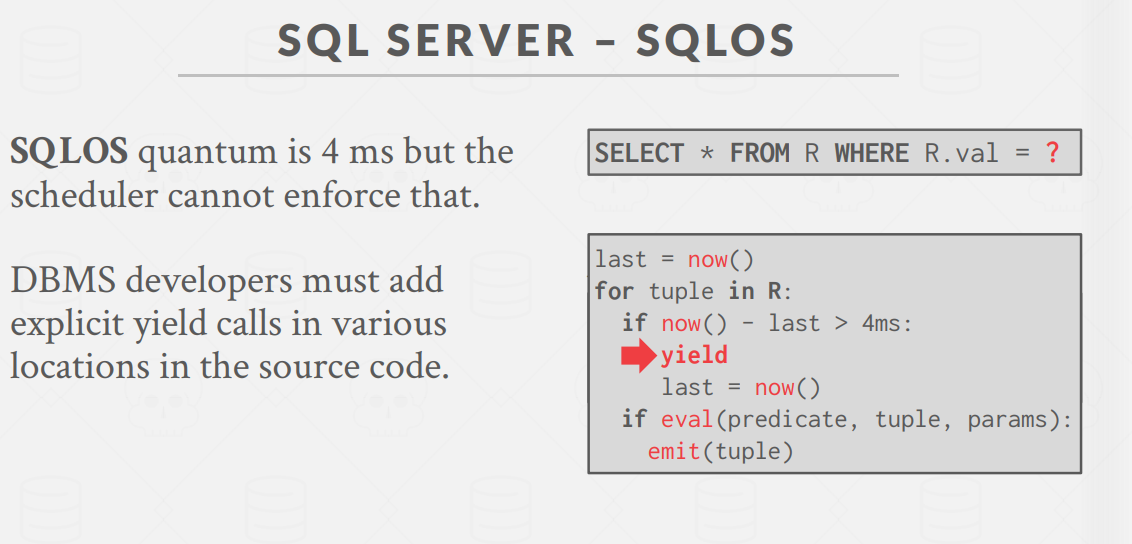 SQL SERVER – SQLOS
SQLOS quantum is 4 ms but the
scheduler cannot enforce that.
DBMS developers must add
explicit yield calls in various
locations in the source code.
SELECT * FROM R WHERE R.val = ?
last = now()
for tuple in R:
  if now() - last > 4ms:
     yield
     last = now()
  if eval(predicate, tuple, params):
    emit(tuple)